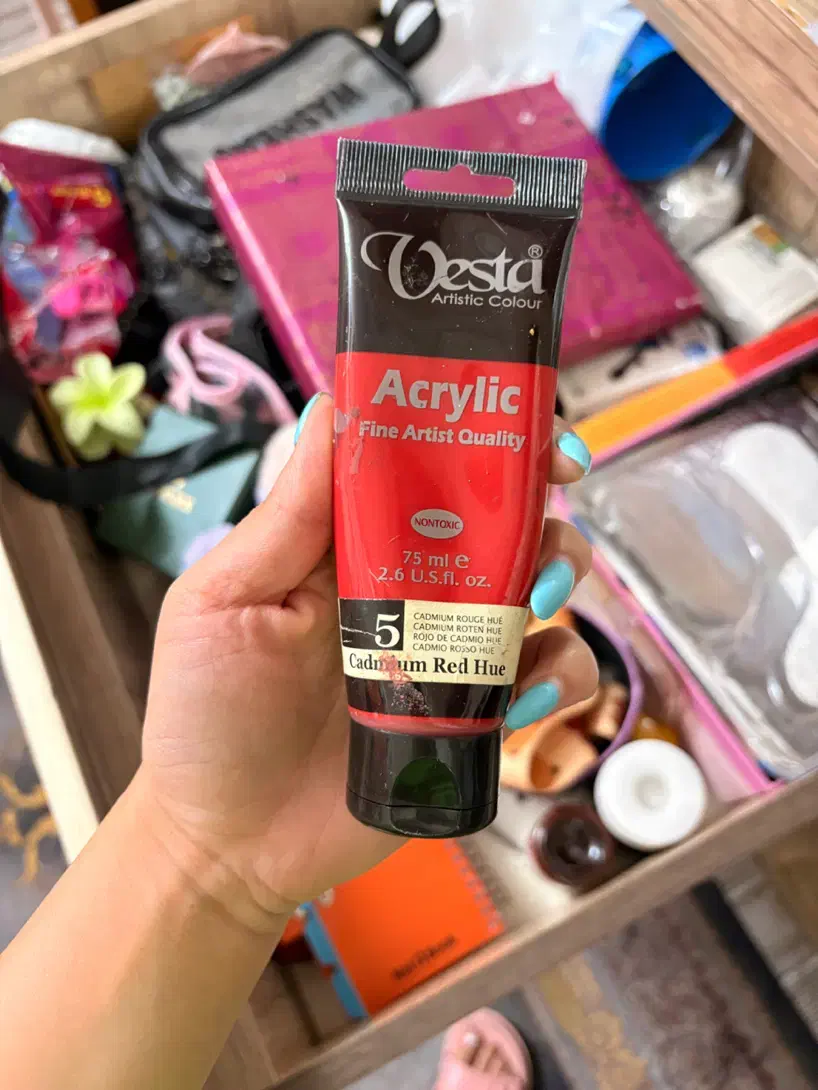 Vesta®
Artistic Colour
Acrylic
Fine Artist Quality
NONTOXIC
75 ml e
2.6 U.S.fl. oz.
5
CADMIUM ROUGE HUE
CADMIUM ROTEN HUE
ROJO DE CADMIO HUE
CADMIO ROSSO HUE
Cadmium Red Hue